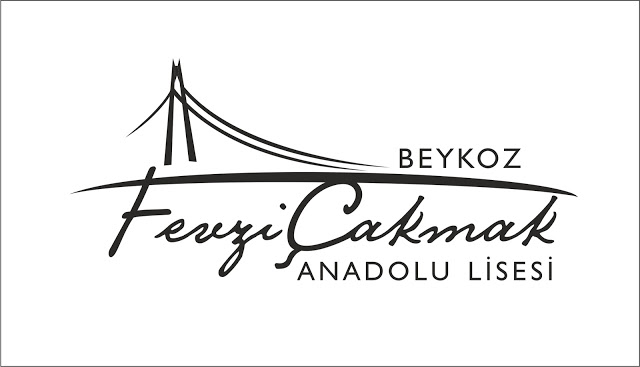 BEYKOZ
Fevzi Çakmak
ANADOLU LİSESİ